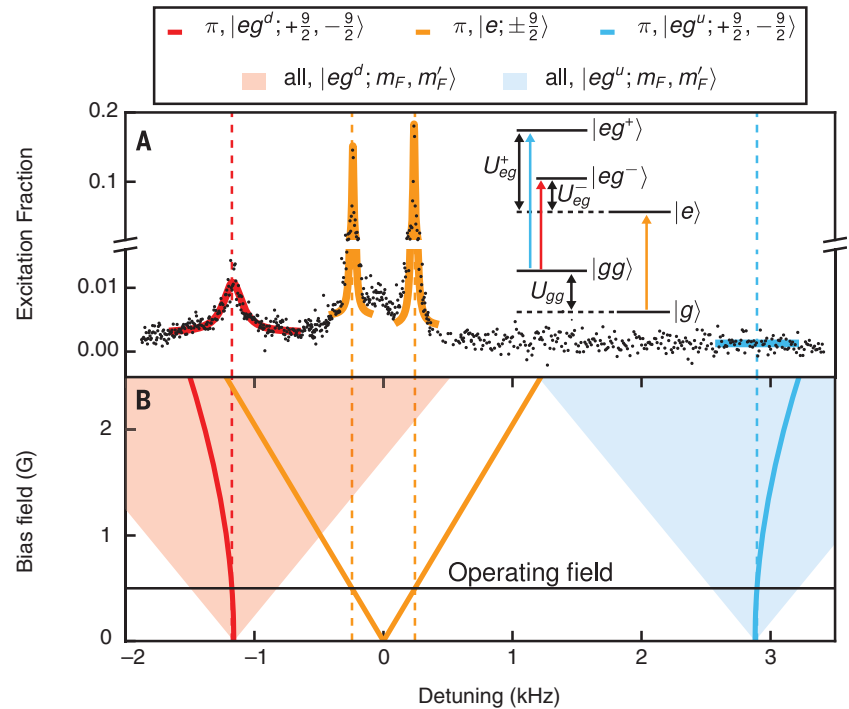 π, |eg^d; +9/2, −9/2⟩ π, |e; ±9/2⟩ π, |eg^u; +9/2, −9/2⟩
all, |eg^d; m_F, m′_F⟩ all, |eg^u; m_F, m′_F⟩
A
0.2
0.1
0.01
0.00
Excitation Fraction
|eg⁺⟩
U_eg^+
|eg⁻⟩
U_eg^−
|e⟩
|gg⟩
U_gg
|g⟩
B
2
1
0
Bias field (G)
Operating field
−2 −1 0 1 2 3
Detuning (kHz)